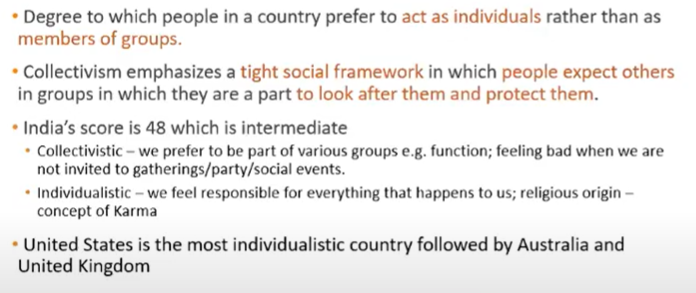 • Degree to which people in a country prefer to act as individuals rather than as
members of groups.
• Collectivism emphasizes a tight social framework in which people expect others
in groups in which they are a part to look after them and protect them.
• India's score is 48 which is intermediate
• Collectivistic – we prefer to be part of various groups e.g. function; feeling bad when we are
not invited to gatherings/party/social events.
• Individualistic – we feel responsible for everything that happens to us; religious origin –
concept of Karma
• United States is the most individualistic country followed by Australia and
United Kingdom